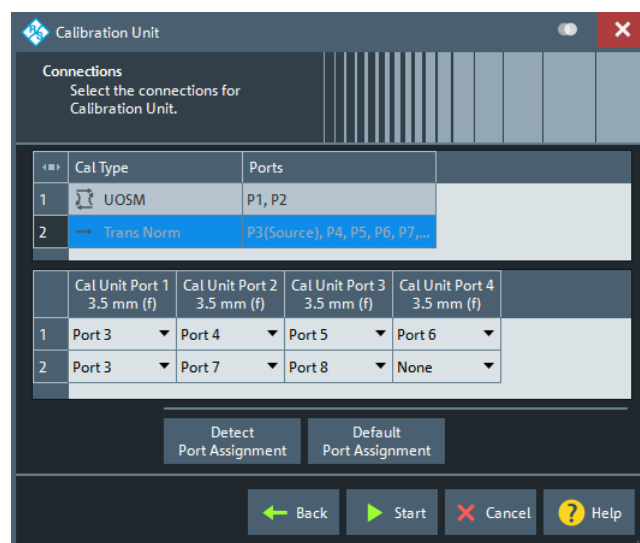 Calibration Unit
Connections
Select the connections for
Calibration Unit.
Cal Type Ports
1 UOSM P1, P2
2 Trans Norm P3(Source), P4, P5, P6, P7,...
Cal Unit Port 1 Cal Unit Port 2 Cal Unit Port 3 Cal Unit Port 4
3.5 mm (f) 3.5 mm (f) 3.5 mm (f) 3.5 mm (f)
1 Port 3 Port 4 Port 5 Port 6
2 Port 3 Port 7 Port 8 None
Detect Default
Port Assignment Port Assignment
Back Start Cancel ? Help